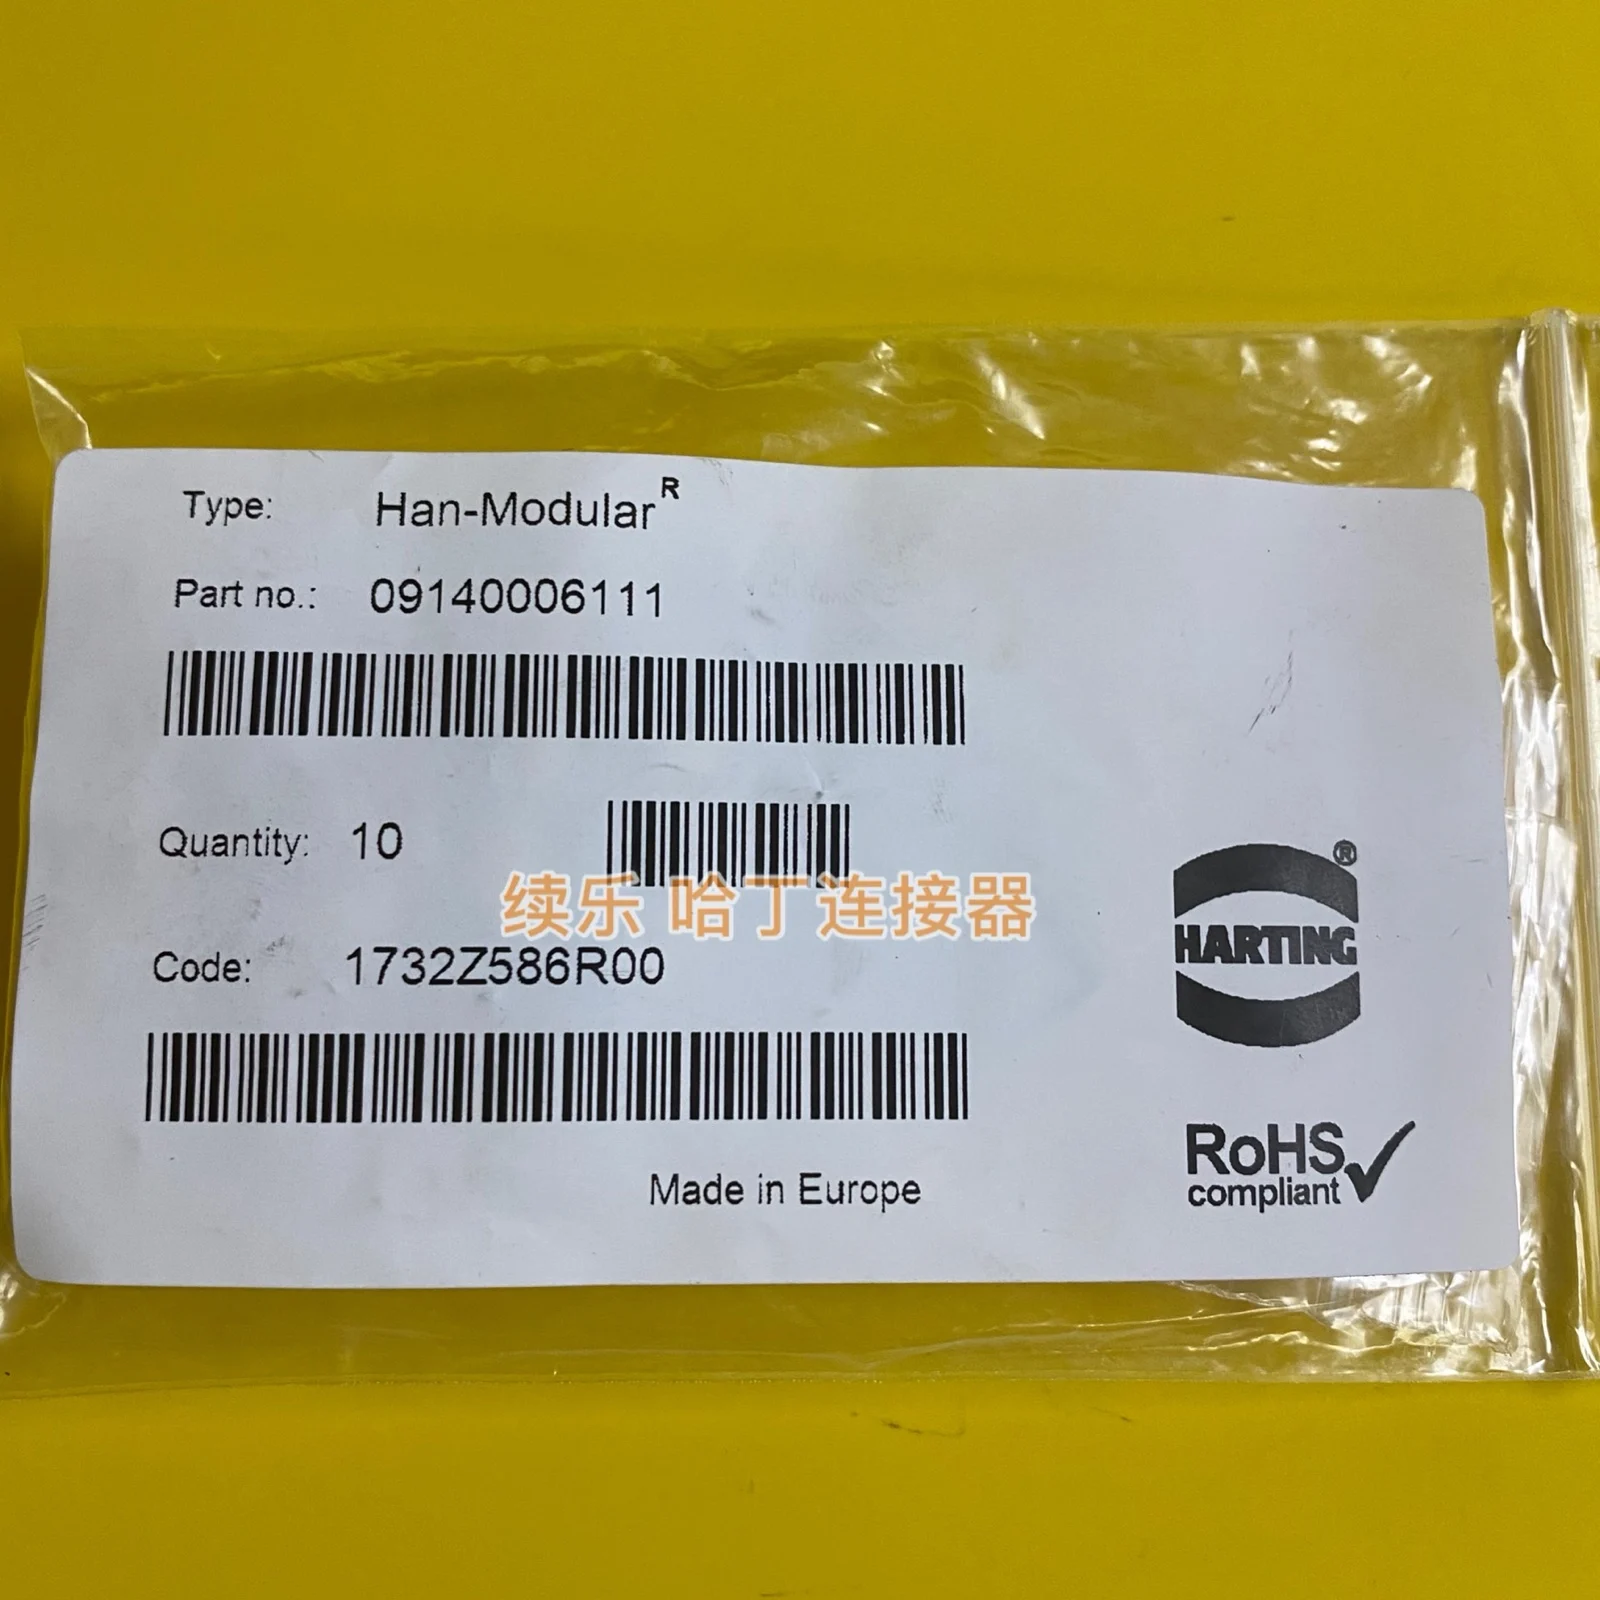 Type: Han-Modular R
Part no.: 09140006111
Quantity: 10
续乐 哈丁连接器
Code: 1732Z586R00
Made in Europe
®
HARTING
RoHS
compliant